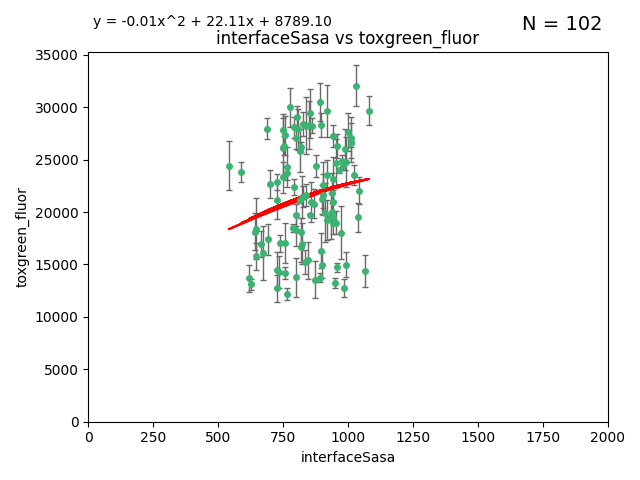 y = -0.01x^2 + 22.11x + 8789.10
N = 102
interfaceSasa vs toxgreen_fluor
35000
30000
25000
20000
15000
10000
5000
0
toxgreen_fluor
0 250 500 750 1000 1250 1500 1750 2000
interfaceSasa